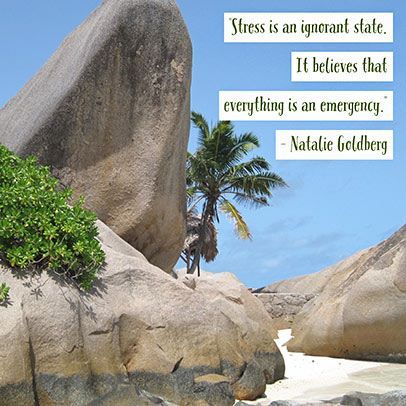 "Stress is an ignorant state.
It believes that
everything is an emergency."
- Natalie Goldberg